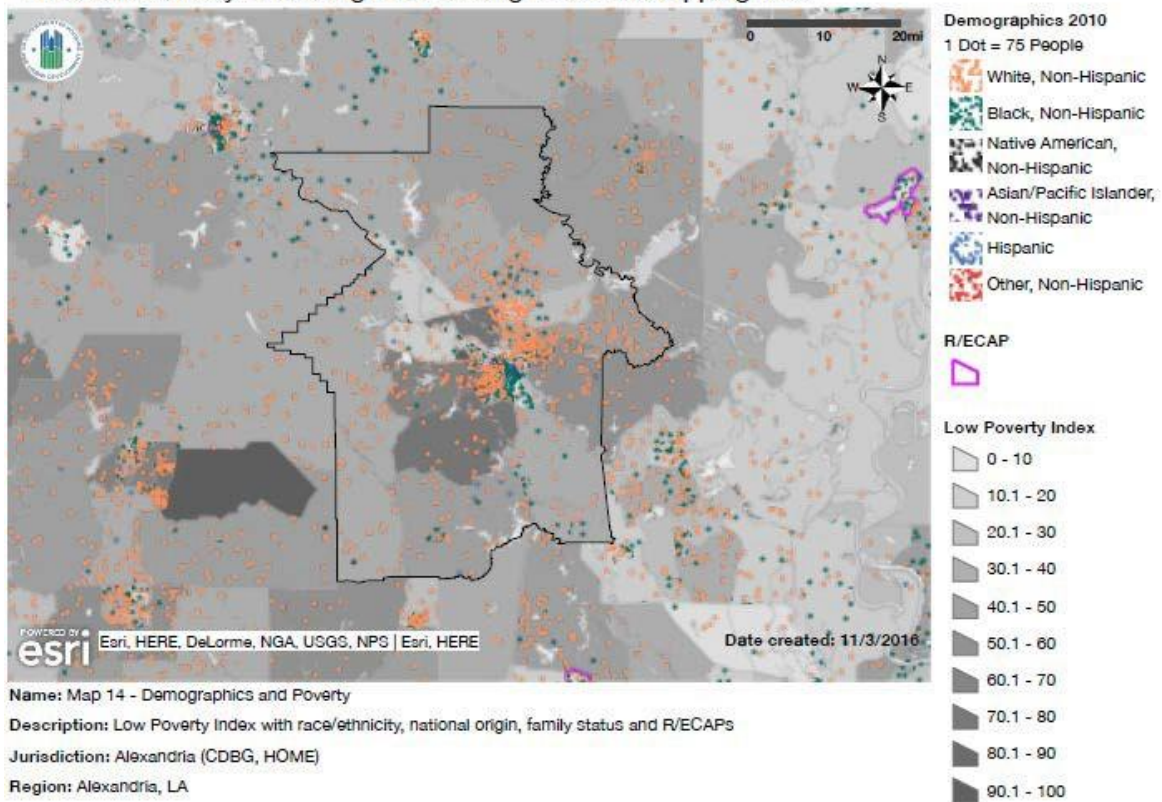 0 10 20mi
N
W E
S
POWERED BY
esri
Esri, HERE, DeLorme, NGA, USGS, NPS | Esri, HERE
Date created: 11/3/2016
Name: Map 14 - Demographics and Poverty
Description: Low Poverty Index with race/ethnicity, national origin, family status and R/ECAPs
Jurisdiction: Alexandria (CDBG, HOME)
Region: Alexandria, LA
Demographics 2010
1 Dot = 75 People
White, Non-Hispanic
Black, Non-Hispanic
Native American,
Non-Hispanic
Asian/Pacific Islander,
Non-Hispanic
Hispanic
Other, Non-Hispanic
R/ECAP
Low Poverty Index
0 - 10
10.1 - 20
20.1 - 30
30.1 - 40
40.1 - 50
50.1 - 60
60.1 - 70
70.1 - 80
80.1 - 90
90.1 - 100